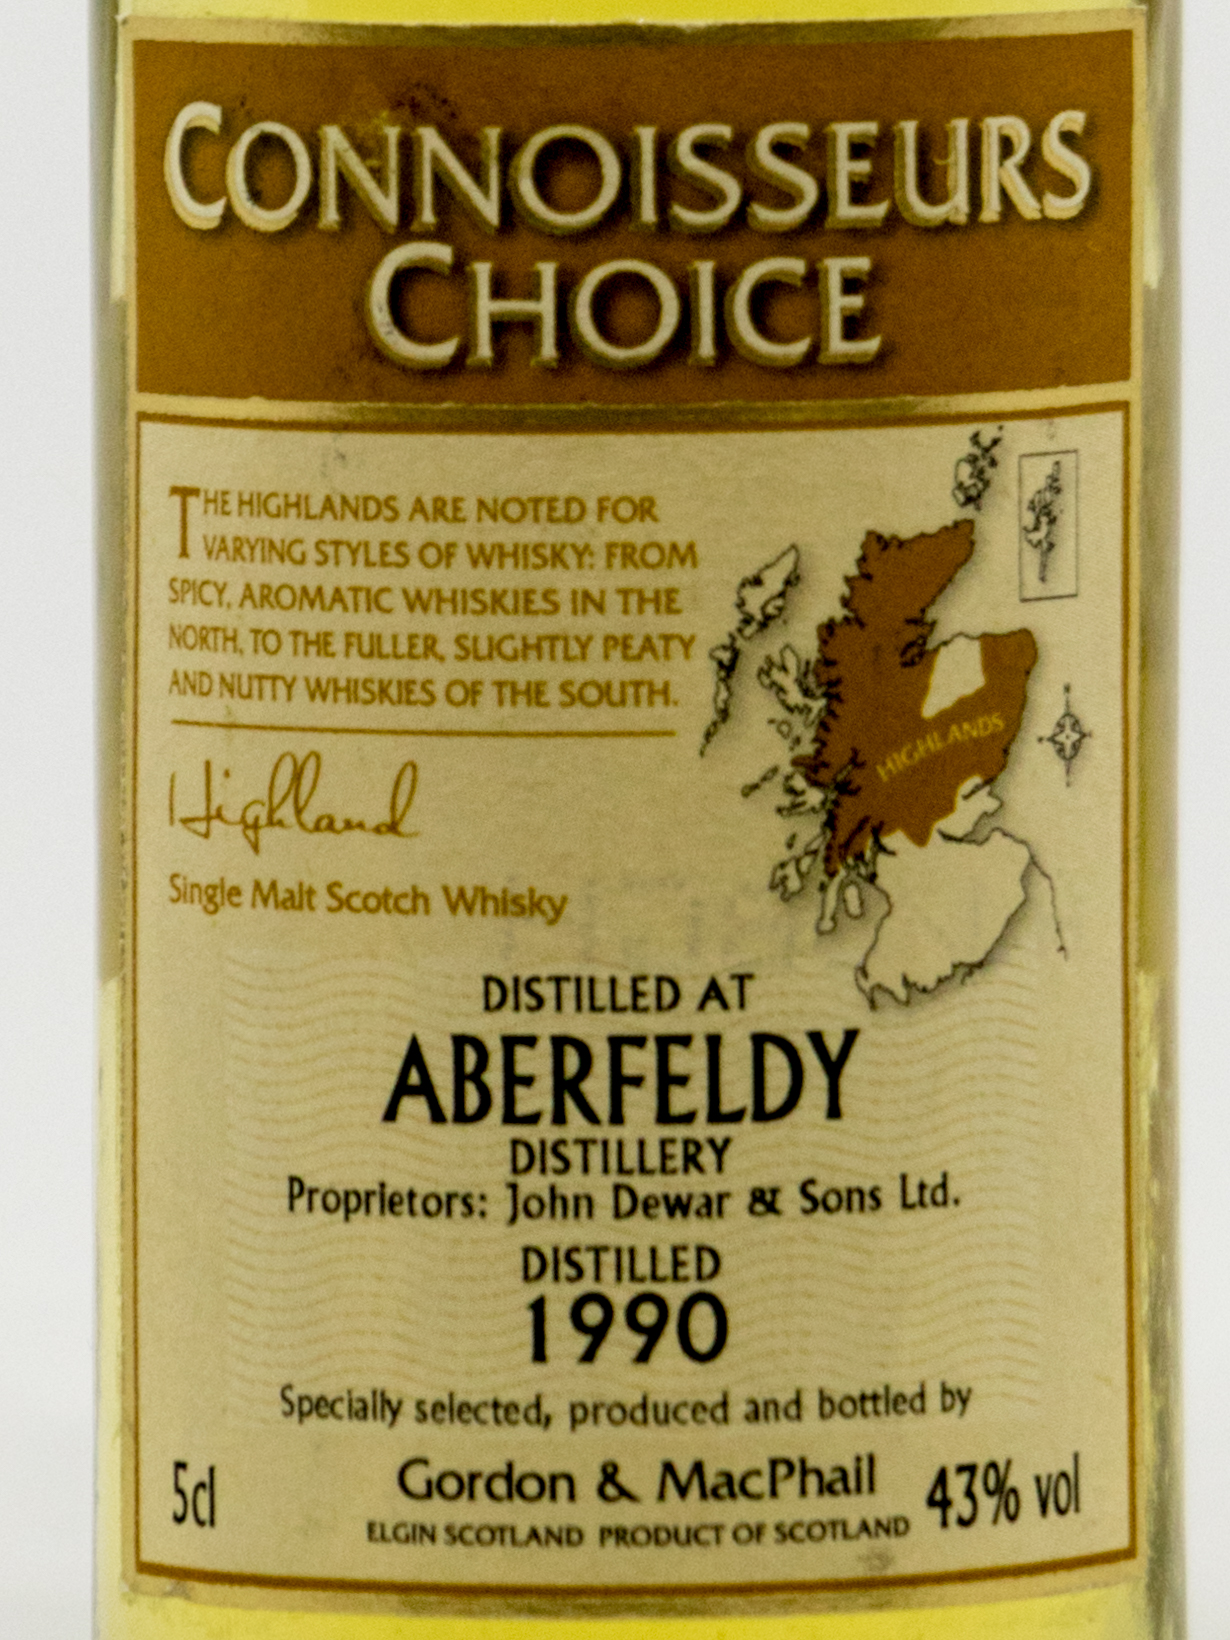 CONNOISSEURS
CHOICE
THE HIGHLANDS ARE NOTED FOR
VARYING STYLES OF WHISKY: FROM
SPICY, AROMATIC WHISKIES IN THE
NORTH, TO THE FULLER, SLIGHTLY PEATY
AND NUTTY WHISKIES OF THE SOUTH.
HIGHLANDS
Highland
Single Malt Scotch Whisky
DISTILLED AT
ABERFELDY
DISTILLERY
Proprietors: John Dewar & Sons Ltd.
DISTILLED
1990
Specially selected, produced and bottled by
5cl Gordon & MacPhail 43% vol
ELGIN SCOTLAND PRODUCT OF SCOTLAND